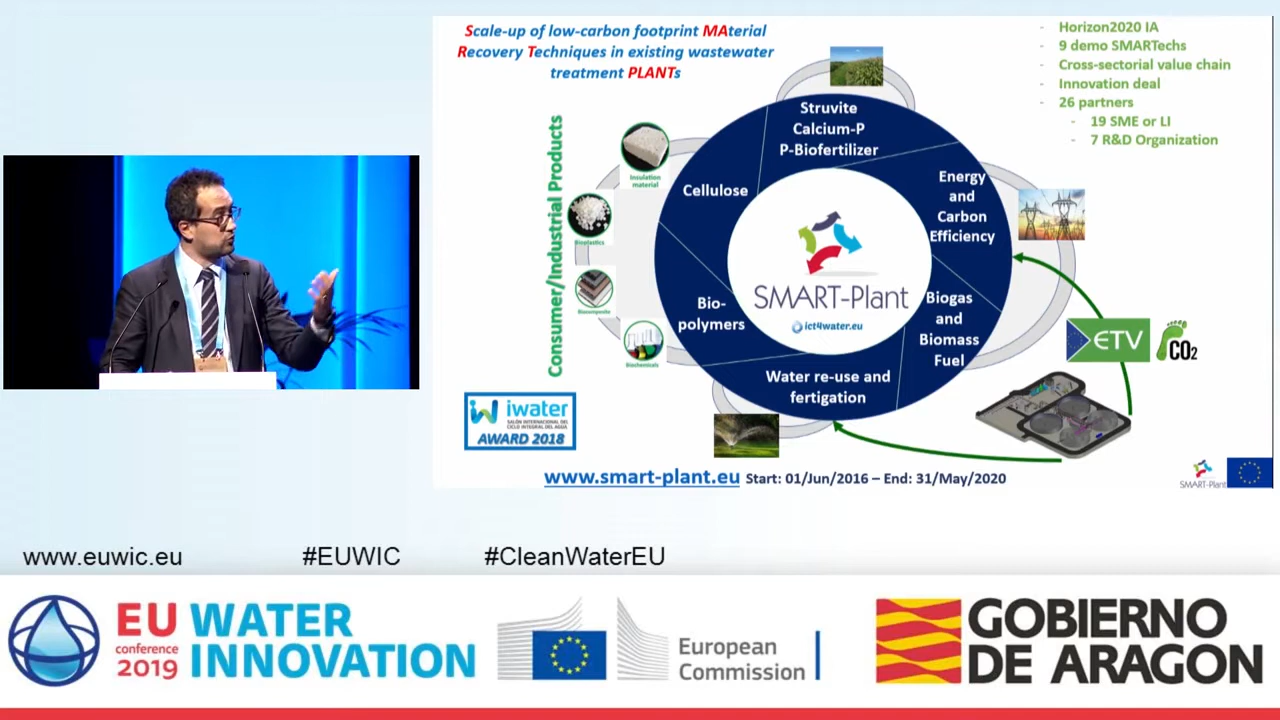 Scale-up of low-carbon footprint MAterial
Recovery Techniques in existing wastewater
treatment PLANTs
- Horizon2020 IA
- 9 demo SMARTechs
- Cross-sectorial value chain
- Innovation deal
- 26 partners
- 19 SME or LI
- 7 R&D Organization
Consumer/Industrial Products
Insulation
material
Bioplastics
Biocomposite
Biochemicals
Struvite
Calcium-P
P-Biofertilizer
Cellulose
Energy
and
Carbon
Efficiency
Bio-
polymers
Biogas
and
Biomass
Fuel
Water re-use and
fertigation
SMART-Plant
ict4water.eu
ETV
CO2
iwater
SALÓN INTERNACIONAL DEL
CICLO INTEGRAL DEL AGUA
AWARD 2018
www.smart-plant.eu Start: 01/Jun/2016 – End: 31/May/2020
SMART-Plant
www.euwic.eu
#EUWIC
#CleanWaterEU
EU WATER
conference
2019 INNOVATION
European
Commission
GOBIERNO
DE ARAGON